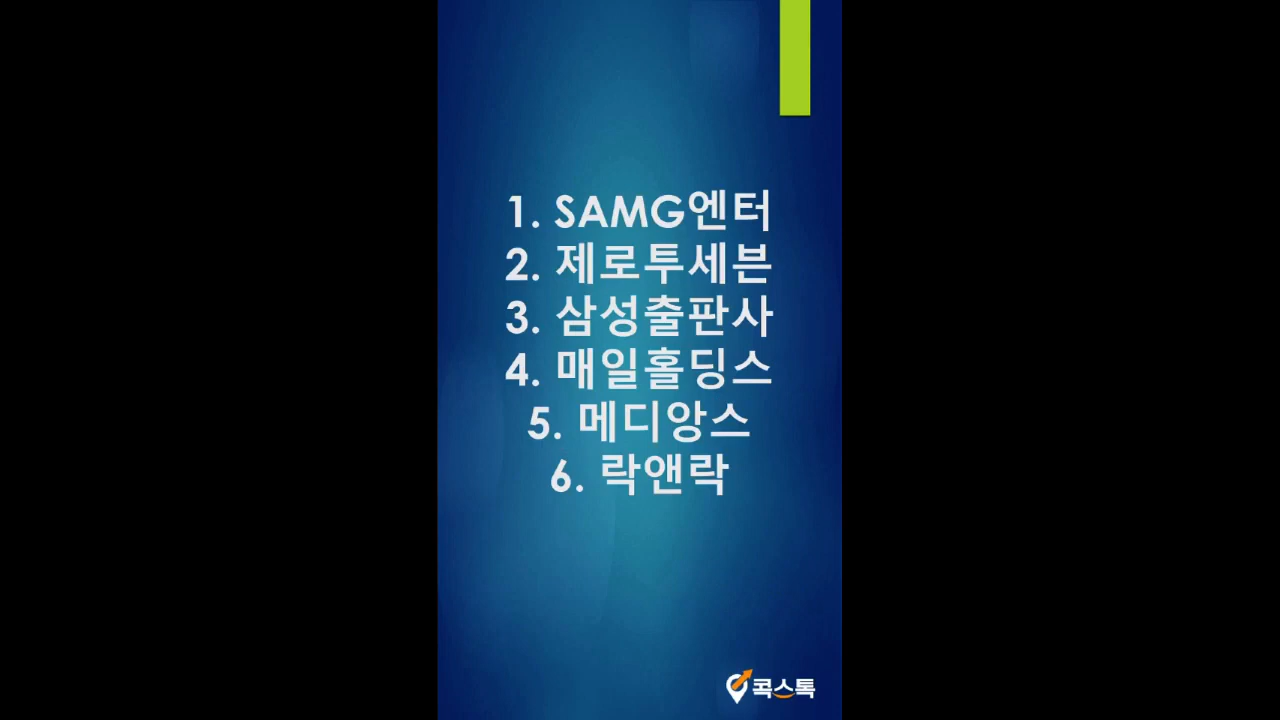 1. SAMG엔터
2. 제로투세븐
3. 삼성출판사
4. 매일홀딩스
5. 메디앙스
6. 락앤락
콕스톡